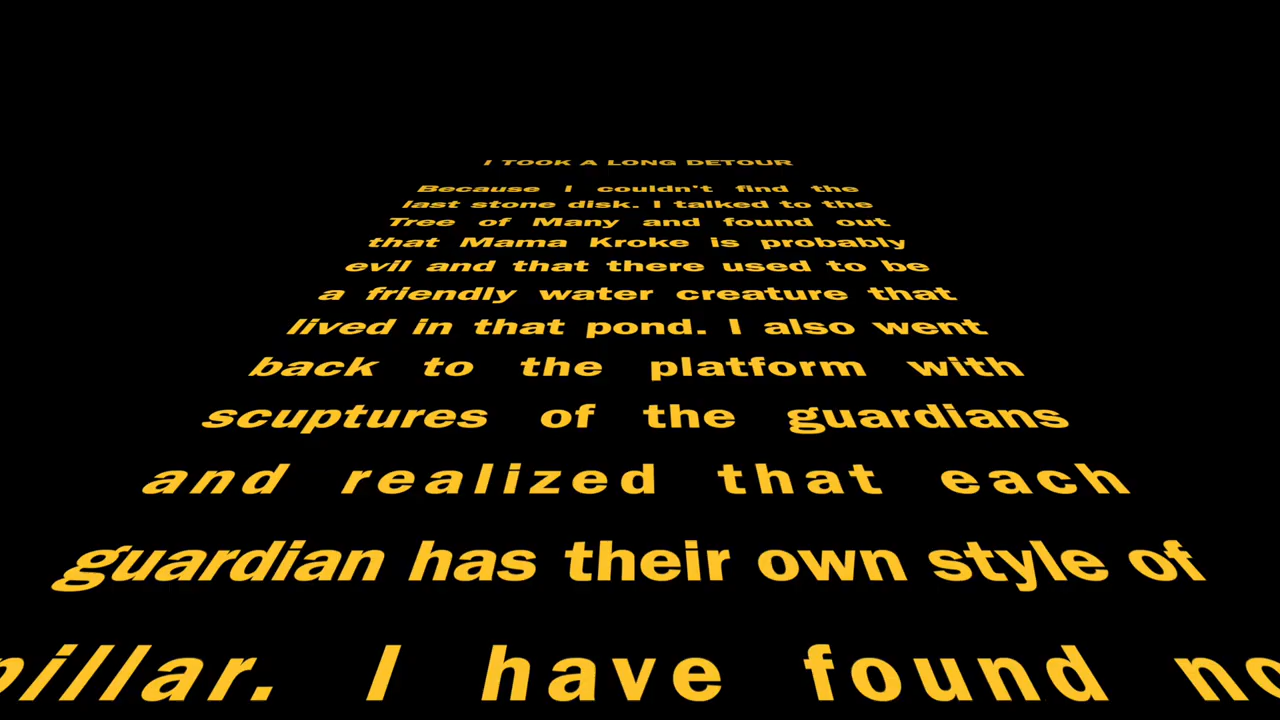 I TOOK A LONG DETOUR
Because I couldn't find the
last stone disk. I talked to the
Tree of Many and found out
that Mama Kroke is probably
evil and that there used to be
a friendly water creature that
lived in that pond. I also went
back to the platform with
scuptures of the guardians
and realized that each
guardian has their own style of
pillar. I have found